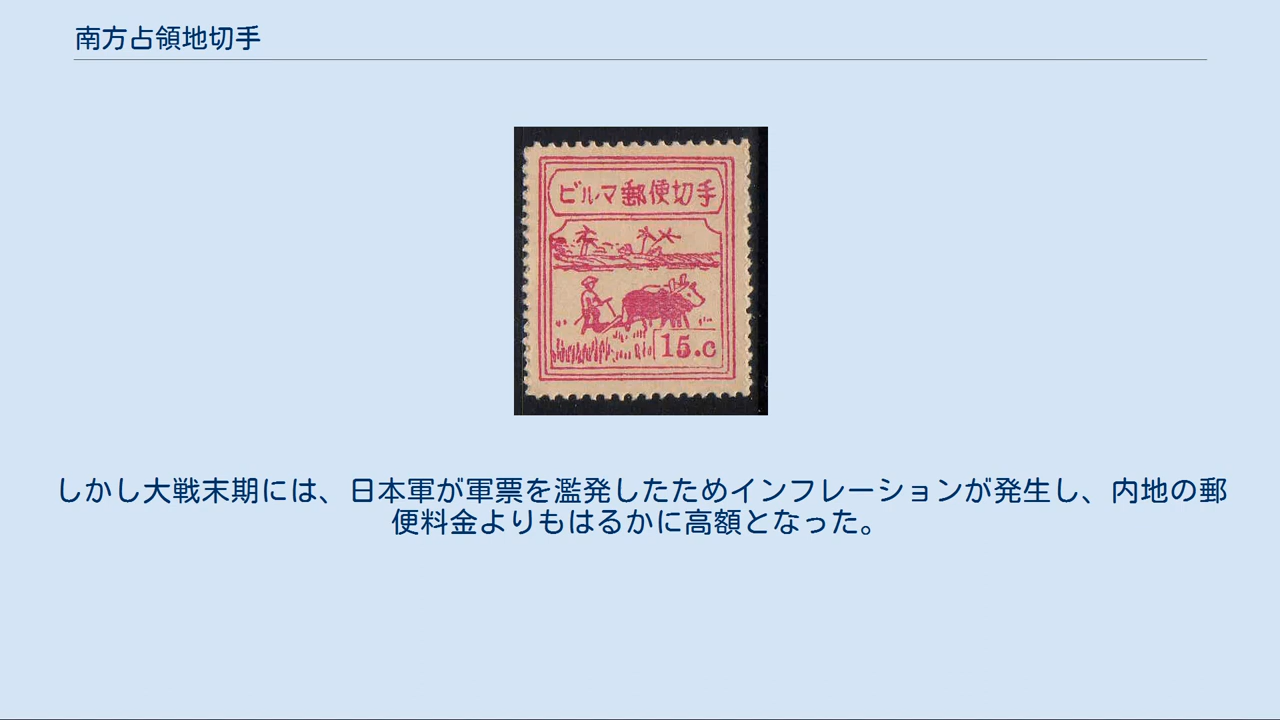 南方占領地切手
ビルマ郵便切手
15.c
しかし大戦末期には、日本軍が軍票を濫発したためインフレーションが発生し、内地の郵
便料金よりもはるかに高額となった。